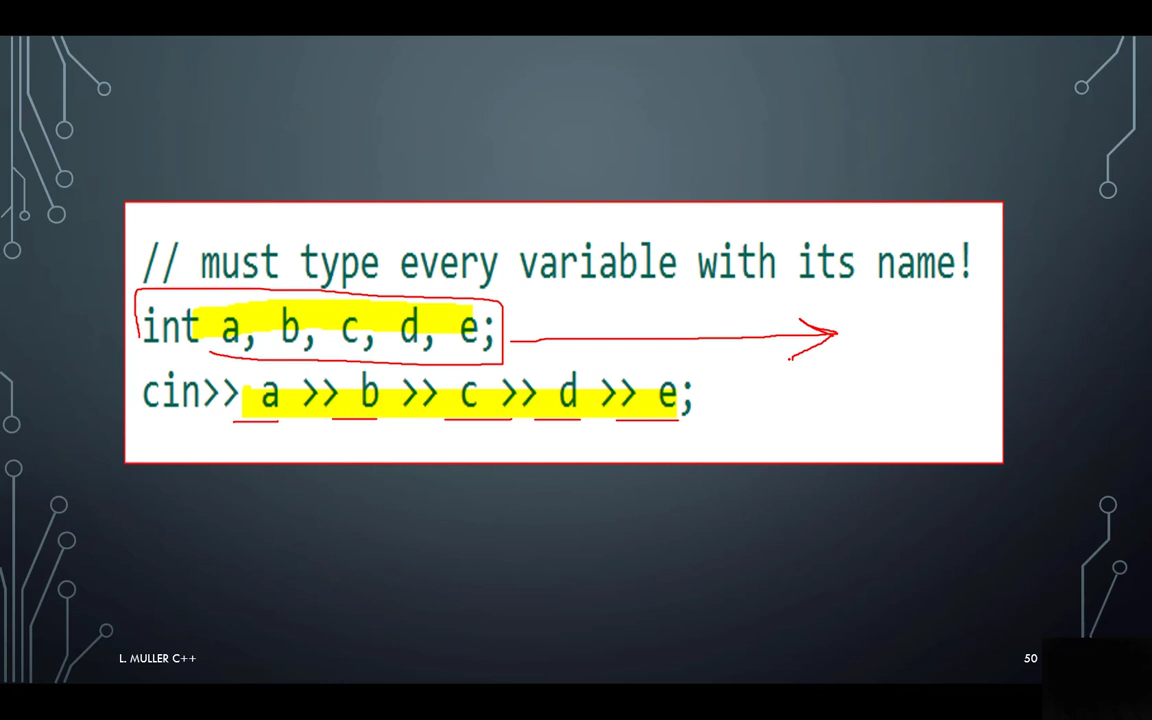 // must type every variable with its name!
int a, b, c, d, e;
cin>> a >> b >> c >> d >> e;
L. MULLER C++
50